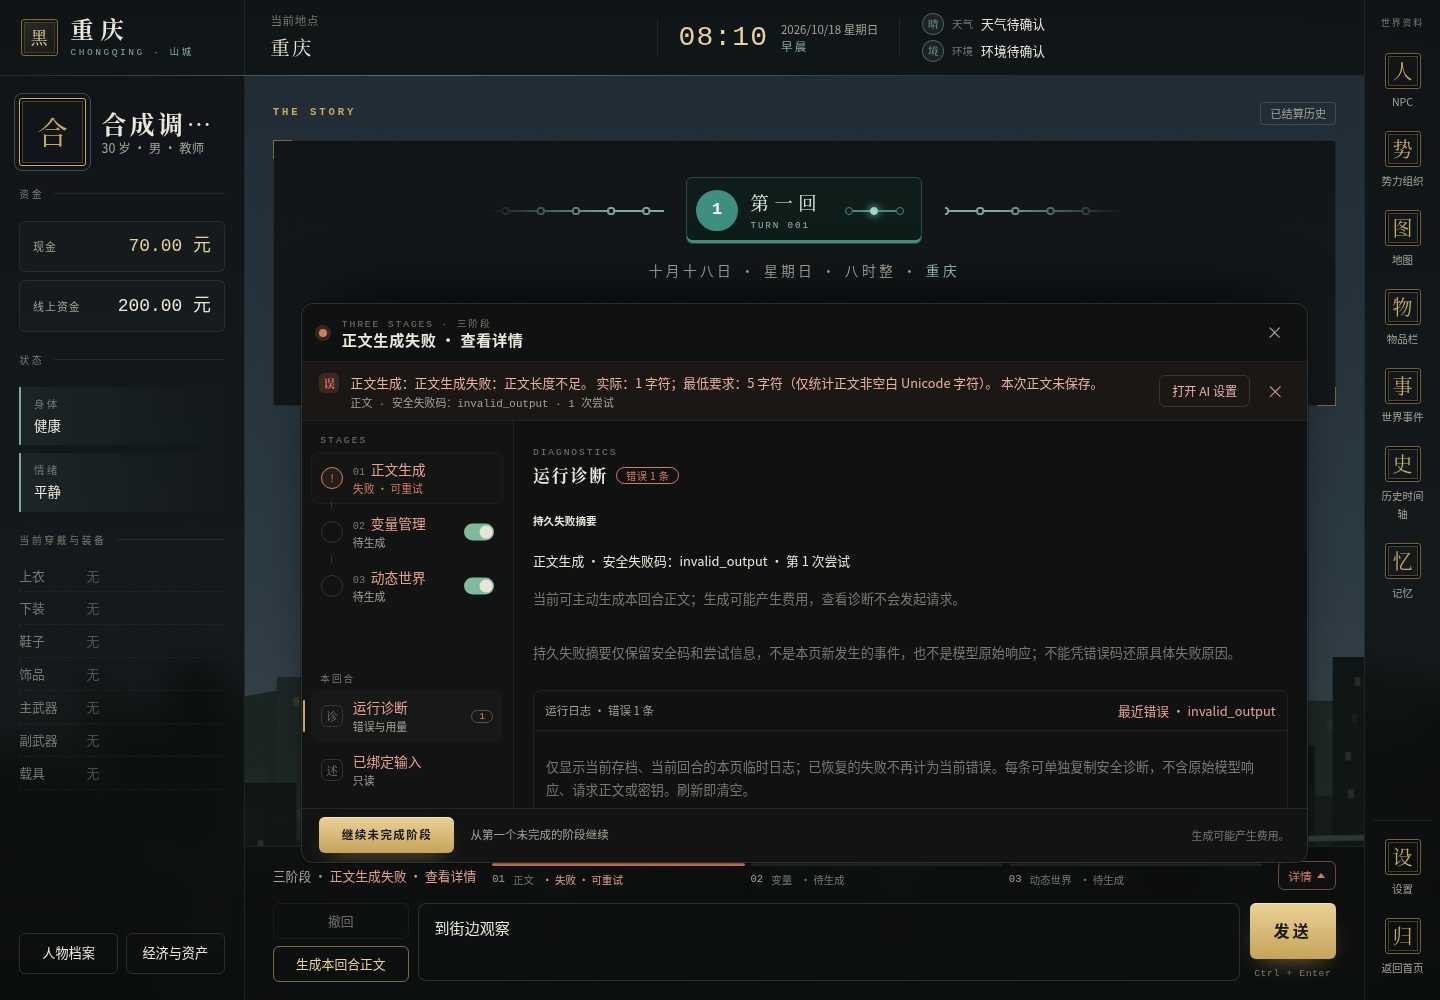 黑
重庆
CHONGQING · 山城
当前地点
重庆
08:10
2026/10/18 星期日
早晨
晴 天气 天气待确认
境 环境 环境待确认
世界资料
人
NPC
势
势力组织
图
地图
物
物品栏
事
世界事件
史
历史时间
轴
忆
记忆
设
设置
归
返回首页
合
合成调…
30 岁 • 男 • 教师
资金
现金 70.00 元
线上资金 200.00 元
状态
身体
健康
情绪
平静
当前穿戴与装备
上衣 无
下装 无
鞋子 无
饰品 无
主武器 无
副武器 无
载具 无
人物档案
经济与资产
THE STORY
已结算历史
1
第一回
TURN 001
十月十八日 • 星期日 • 八时整 • 重庆
THREE STAGES · 三阶段
正文生成失败 • 查看详情
误
正文生成：正文生成失败：正文长度不足。 实际：1 字符；最低要求：5 字符（仅统计正文非空白 Unicode 字符）。 本次正文未保存。
正文 · 安全失败码：invalid_output · 1 次尝试
打开 AI 设置
STAGES
! 01 正文生成
失败 • 可重试
02 变量管理
待生成
03 动态世界
待生成
本回合
诊 运行诊断
错误与用量
1
述 已绑定输入
只读
DIAGNOSTICS
运行诊断 错误 1 条
持久失败摘要
正文生成 • 安全失败码：invalid_output • 第 1 次尝试
当前可主动生成本回合正文；生成可能产生费用，查看诊断不会发起请求。
持久失败摘要仅保留安全码和尝试信息，不是本页新发生的事件，也不是模型原始响应；不能凭错误码还原具体失败原因。
运行日志 • 错误 1 条
最近错误 • invalid_output
仅显示当前存档、当前回合的本页临时日志；已恢复的失败不再计为当前错误。每条可单独复制安全诊断，不含原始模型响
应、请求正文或密钥。刷新即清空。
继续未完成阶段
从第一个未完成的阶段继续
生成可能产生费用。
三阶段 • 正文生成失败 • 查看详情
01 正文 • 失败 • 可重试
02 变量 • 待生成
03 动态世界 • 待生成
详情
撤回
生成本回合正文
到街边观察
发送
Ctrl + Enter